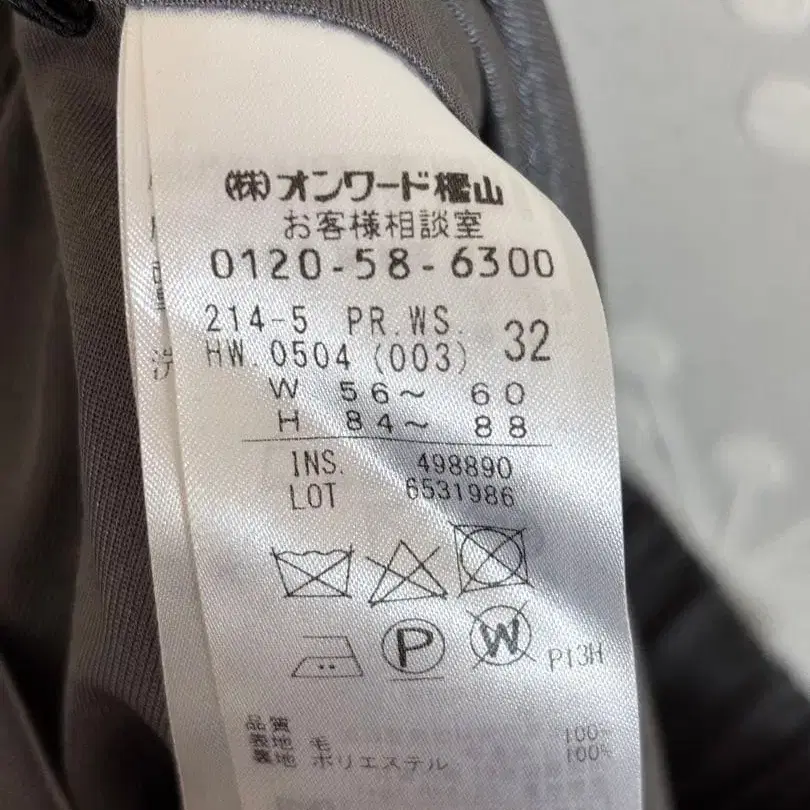 (株)オンワード樫山
お客様相談室
0120-58-6300
214-5 PR.WS. 32
HW.0504 (003)
W 56~ 60
H 84~ 88
INS. 498890
LOT 6531986
P
W
P13H
品質
表地 毛 100%
裏地 ポリエステル 100%